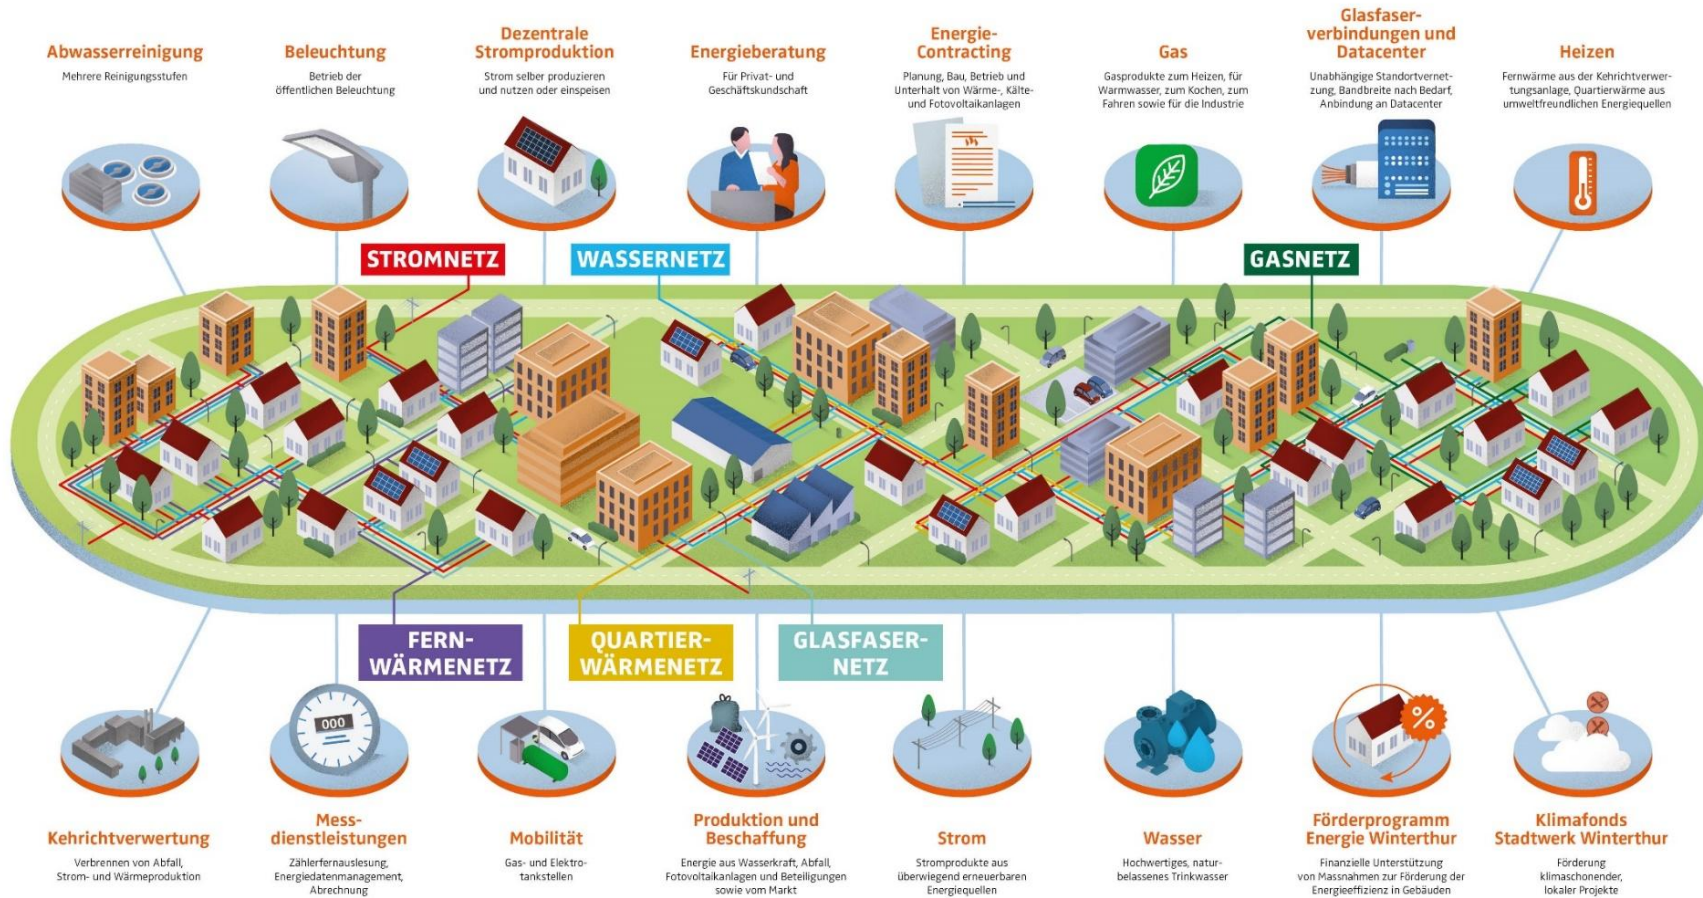 Abwasserreinigung
Mehrere Reinigungsstufen
Beleuchtung
Betrieb der
öffentlichen Beleuchtung
Dezentrale
Stromproduktion
Strom selber produzieren
und nutzen oder einspeisen
Energieberatung
Für Privat- und
Geschäftskundschaft
Energie-
Contracting
Planung, Bau, Betrieb und
Unterhalt von Wärme-, Kälte-
und Fotovoltaikanlagen
Gas
Gasprodukte zum Heizen, für
Warmwasser, zum Kochen, zum
Fahren sowie für die Industrie
Glasfaser-
verbindungen und
Datacenter
Unabhängige Standortvernet-
zung, Bandbreite nach Bedarf,
Anbindung an Datacenter
Heizen
Fernwärme aus der Kehrichtverwer-
tungsanlage, Quartierwärme aus
umweltfreundlichen Energiequellen
STROMNETZ
WASSERNETZ
GASNETZ
FERN-
WÄRMENETZ
QUARTIER-
WÄRMENETZ
GLASFASER-
NETZ
000
%
Kehrichtverwertung
Verbrennen von Abfall,
Strom- und Wärmeproduktion
Mess-
dienstleistungen
Zählerfernauslesung,
Energiedatenmanagement,
Abrechnung
Mobilität
Gas- und Elektro-
tankstellen
Produktion und
Beschaffung
Energie aus Wasserkraft, Abfall,
Fotovoltaikanlagen und Beteiligungen
sowie vom Markt
Strom
Stromprodukte aus
überwiegend erneuerbaren
Energiequellen
Wasser
Hochwertiges, natur-
belassenes Trinkwasser
Förderprogramm
Energie Winterthur
Finanzielle Unterstützung
von Massnahmen zur Förderung der
Energieeffizienz in Gebäuden
Klimafonds
Stadtwerk Winterthur
Förderung
klimaschonender,
lokaler Projekte